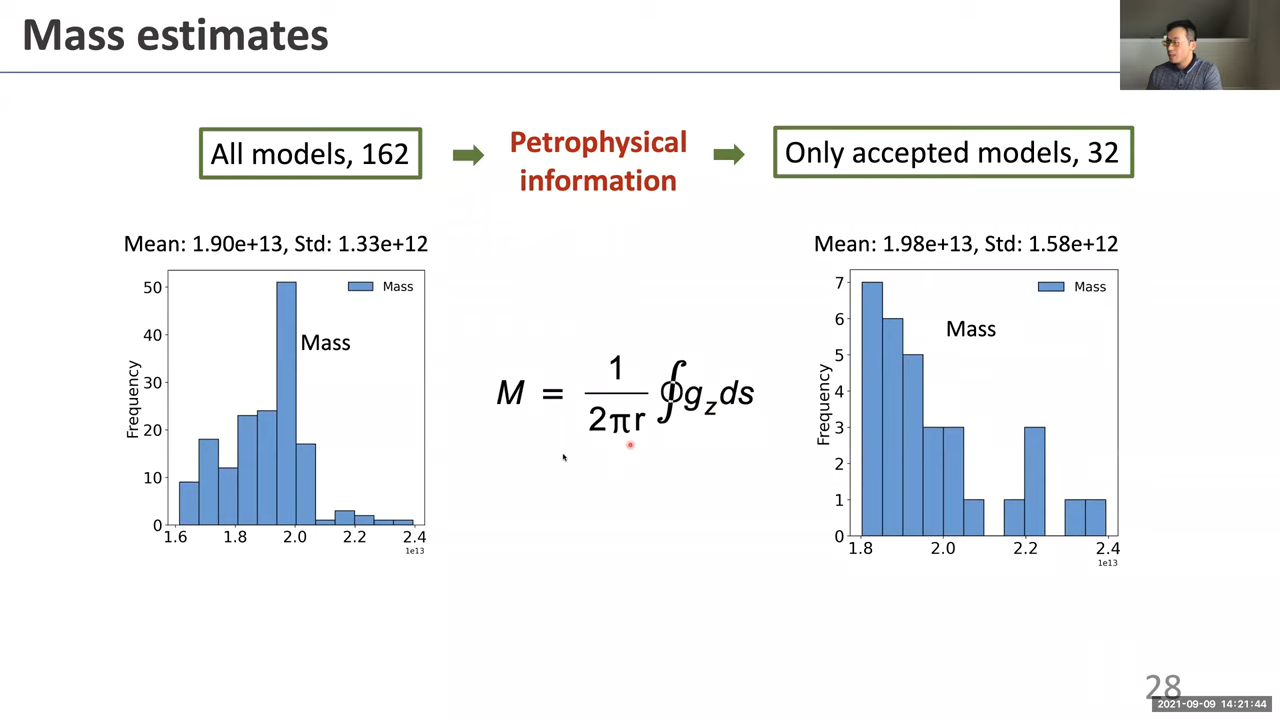 Mass estimates
All models, 162
Petrophysical
information
Only accepted models, 32
Mean: 1.90e+13, Std: 1.33e+12
Mass
Mass
Frequency
50
40
30
20
10
0
1.6
1.8
2.0
2.2
2.4
1e13
M = 1/2πr ∮g_z ds
Mean: 1.98e+13, Std: 1.58e+12
Mass
Mass
Frequency
7
6
5
4
3
2
1
0
1.8
2.0
2.2
2.4
1e13
28
2021-09-09 14:21:44